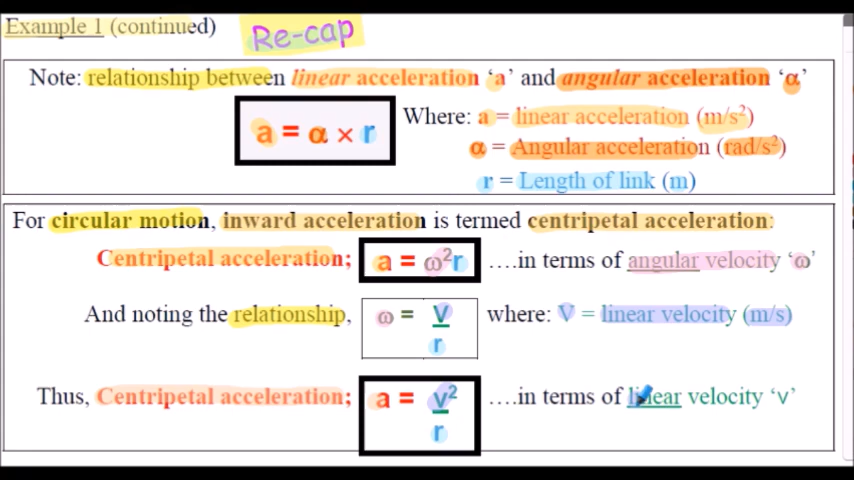 Example 1 (continued)
Re-cap
Note: relationship between linear acceleration ‘a’ and angular acceleration ‘α’
a = α × r
Where: a = linear acceleration (m/s²)
α = Angular acceleration (rad/s²)
r = Length of link (m)
For circular motion, inward acceleration is termed centripetal acceleration:
Centripetal acceleration; a = ω²r ….in terms of angular velocity ‘ω’
And noting the relationship, ω = v/r where: V = linear velocity (m/s)
Thus, Centripetal acceleration; a = v²/r ….in terms of linear velocity ‘v’